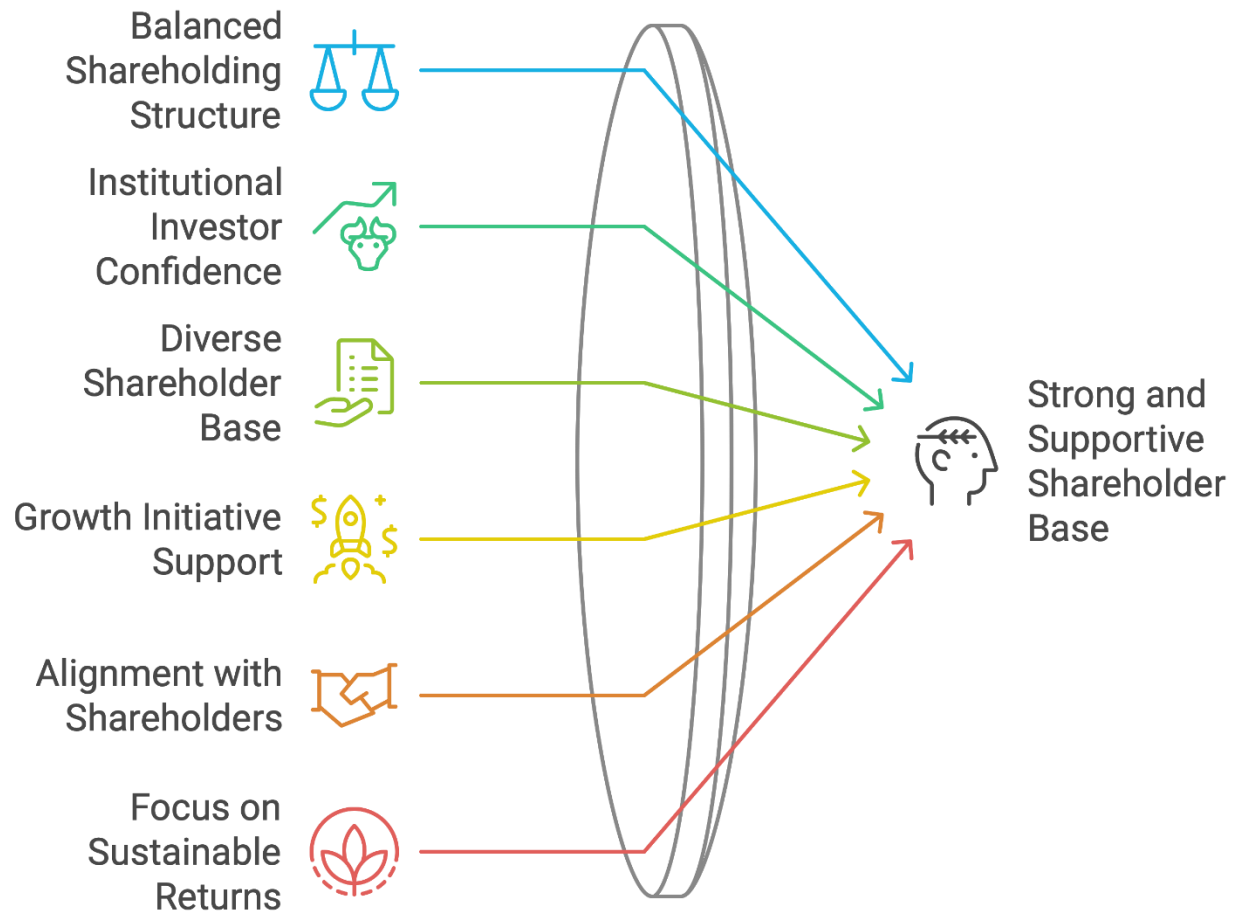 Balanced
Shareholding
Structure
Institutional
Investor
Confidence
Diverse
Shareholder
Base
Growth Initiative
Support
Alignment with
Shareholders
Focus on
Sustainable
Returns
Strong and
Supportive
Shareholder
Base